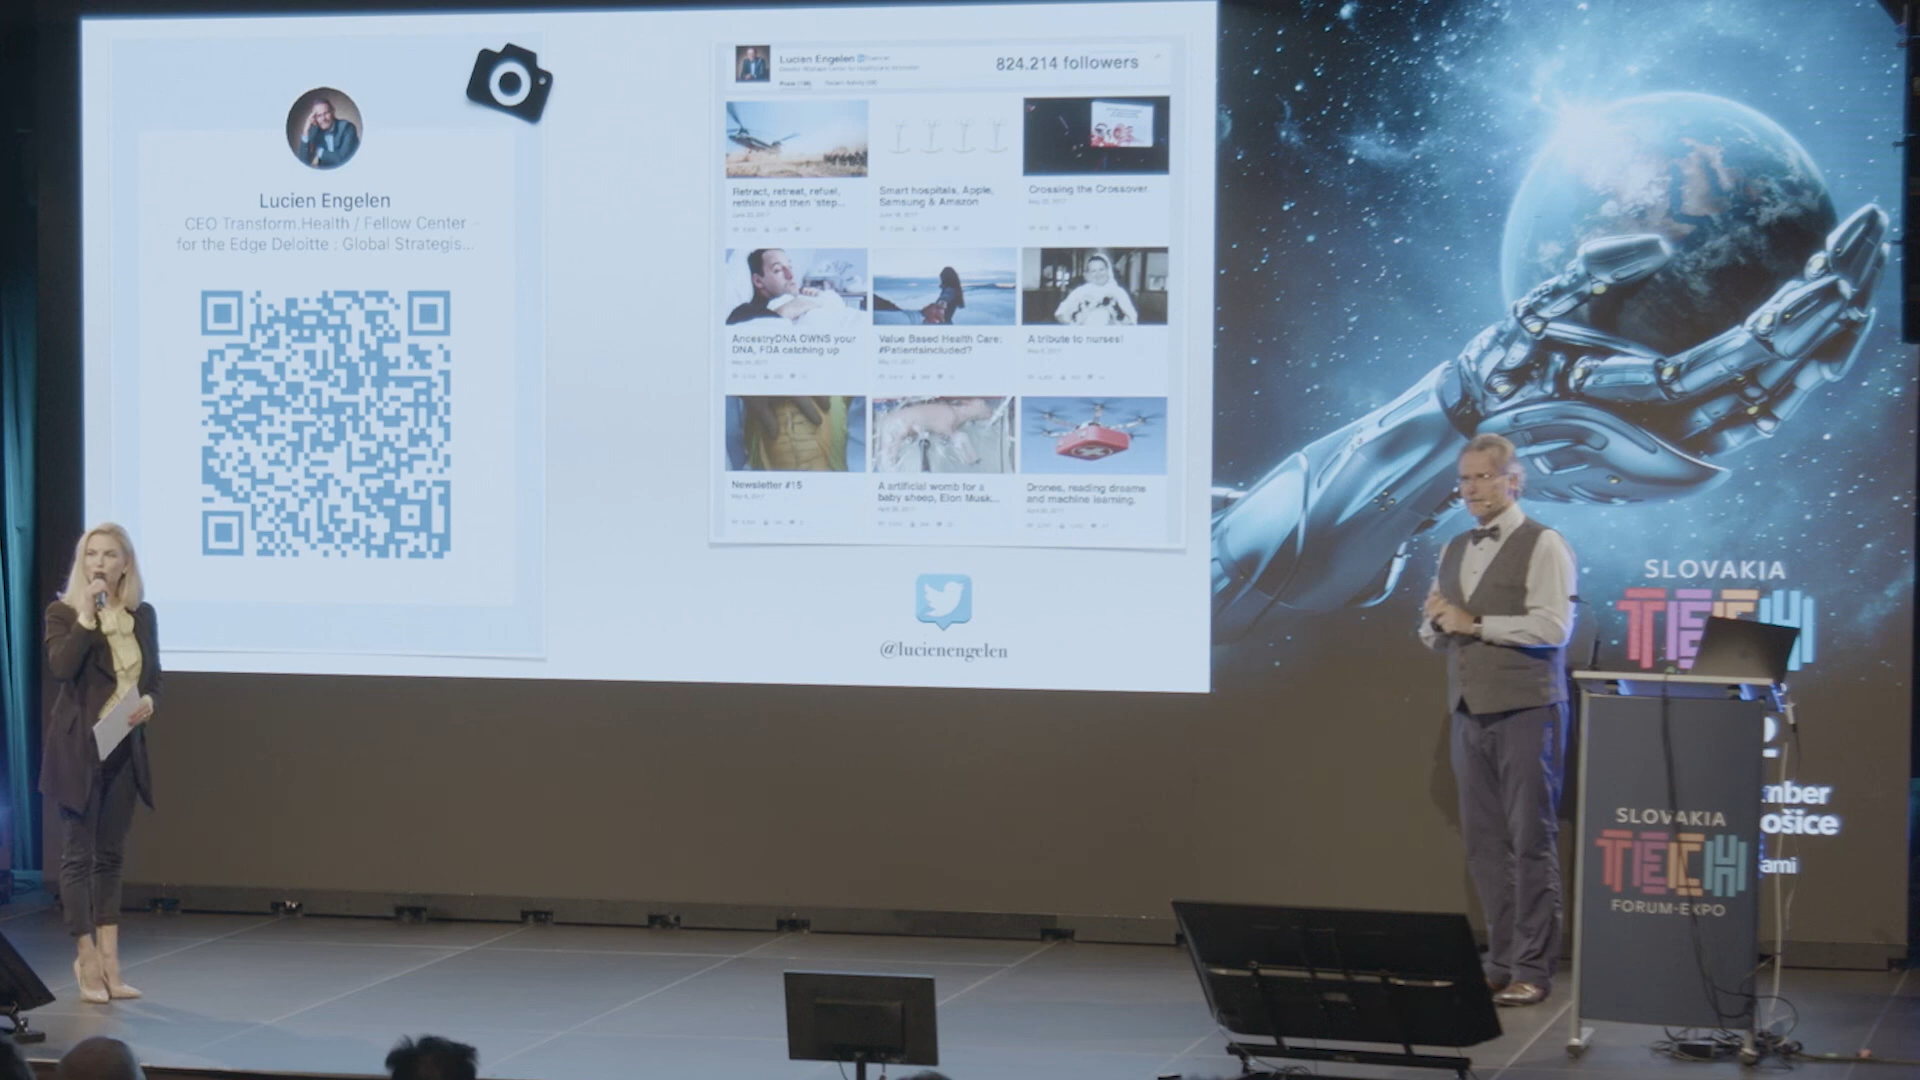 Lucien Engelen
CEO Transform.Health / Fellow Center
for the Edge Deloitte : Global Strategis...
Lucien Engelen
824.214 followers
Retract, retreat, refuel,
rethink and then 'step...
June 23, 2017
Smart hospitals, Apple,
Samsung & Amazon
Crossing the Crossover.
AncestryDNA OWNS your
DNA, FDA catching up
Value Based Health Care:
#Patientsincluded?
A tribute to nurses!
Newsletter #15
A artificial womb for a
baby sheep, Elon Musk...
Drones, reading dreams
and machine learning.
@lucienengelen
SLOVAKIA
TECH
mber
ošice
ami
SLOVAKIA
TECH
FORUM-EXPO